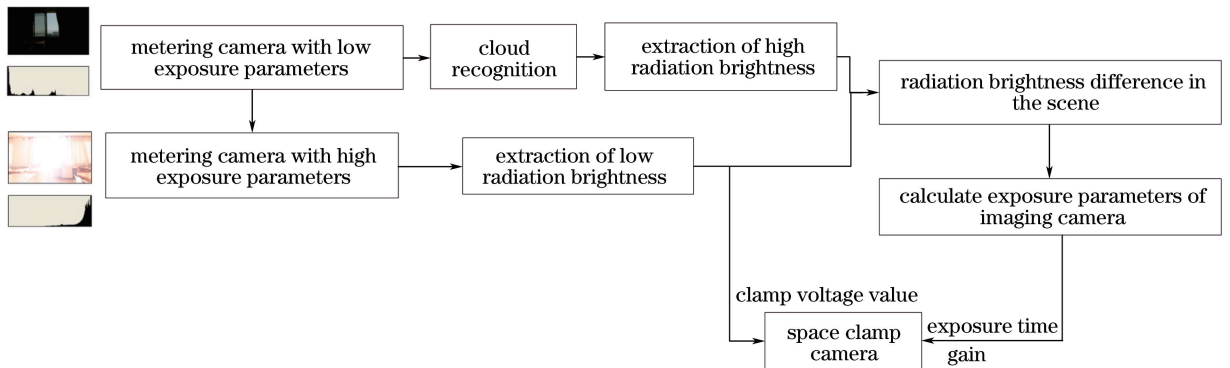 metering camera with low
exposure parameters
cloud
recognition
extraction of high
radiation brightness
radiation brightness difference in
the scene
metering camera with high
exposure parameters
extraction of low
radiation brightness
calculate exposure parameters of
imaging camera
clamp voltage value
space clamp
camera
exposure time
gain